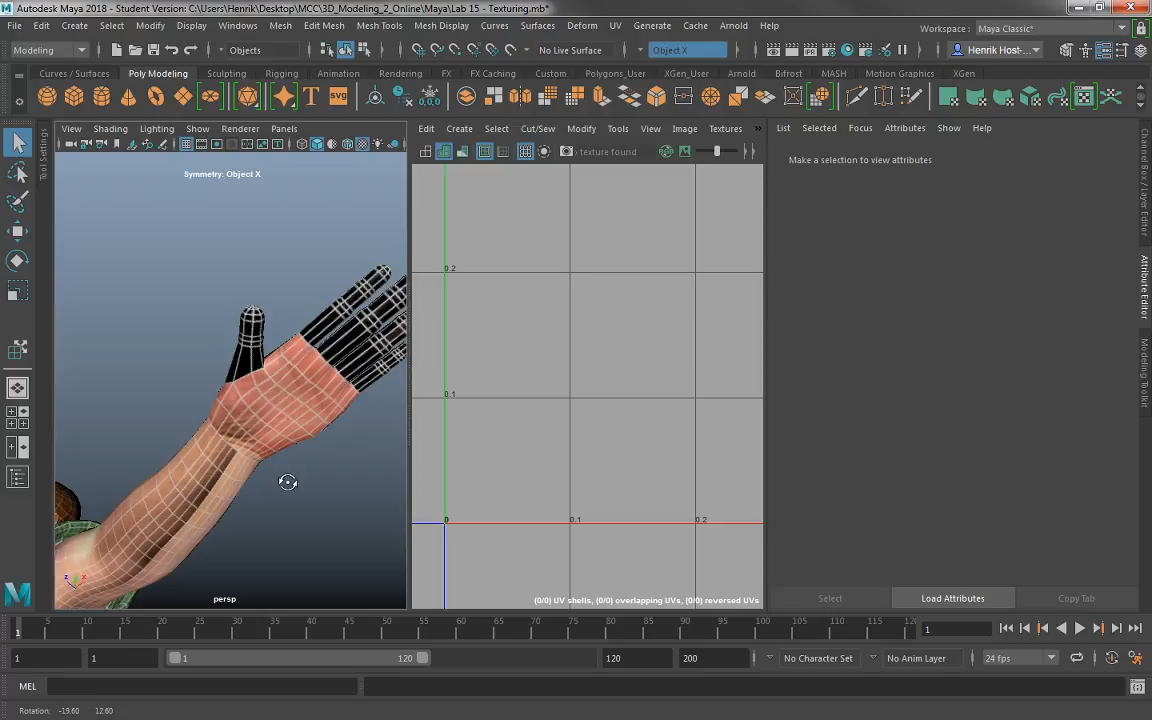 Autodesk Maya 2018 - Student Version: C:\Users\Henrik\Desktop\MCC\3D_Modeling_2_Online\Maya\Lab 15 - Texturing.mb*
File Edit Create Select Modify Display Windows Mesh Edit Mesh Mesh Tools Mesh Display Curves Surfaces Deform UV Generate Cache Arnold Help
Workspace : Maya Classic*
Modeling Objects No Live Surface Object X Henrik Host-...
Curves / Surfaces Poly Modeling Sculpting Rigging Animation Rendering FX FX Caching Custom Polygons_User XGen_User Arnold Bifrost MASH Motion Graphics XGen
T SVG 0,0,0
View Shading Lighting Show Renderer Panels
Edit Create Select Cut/Sew Modify Tools View Image Textures »
List Selected Focus Attributes Show Help
texture found
Make a selection to view attributes
Symmetry: Object X
Tool Settings
Channel Box / Layer Editor
Attribute Editor
Modeling Toolkit
0.2
0.1
0 0.1 0.2
z x
persp
(0/0) UV shells, (0/0) overlapping UVs, (0/0) reversed UVs
Select Load Attributes Copy Tab
1 5 10 15 20 25 30 35 40 45 50 55 60 65 70 75 80 85 90 95 100 105 110 115 120
1
1 1 1 120 120 200 No Character Set No Anim Layer 24 fps
MEL
Rotation: -19.60 12.60